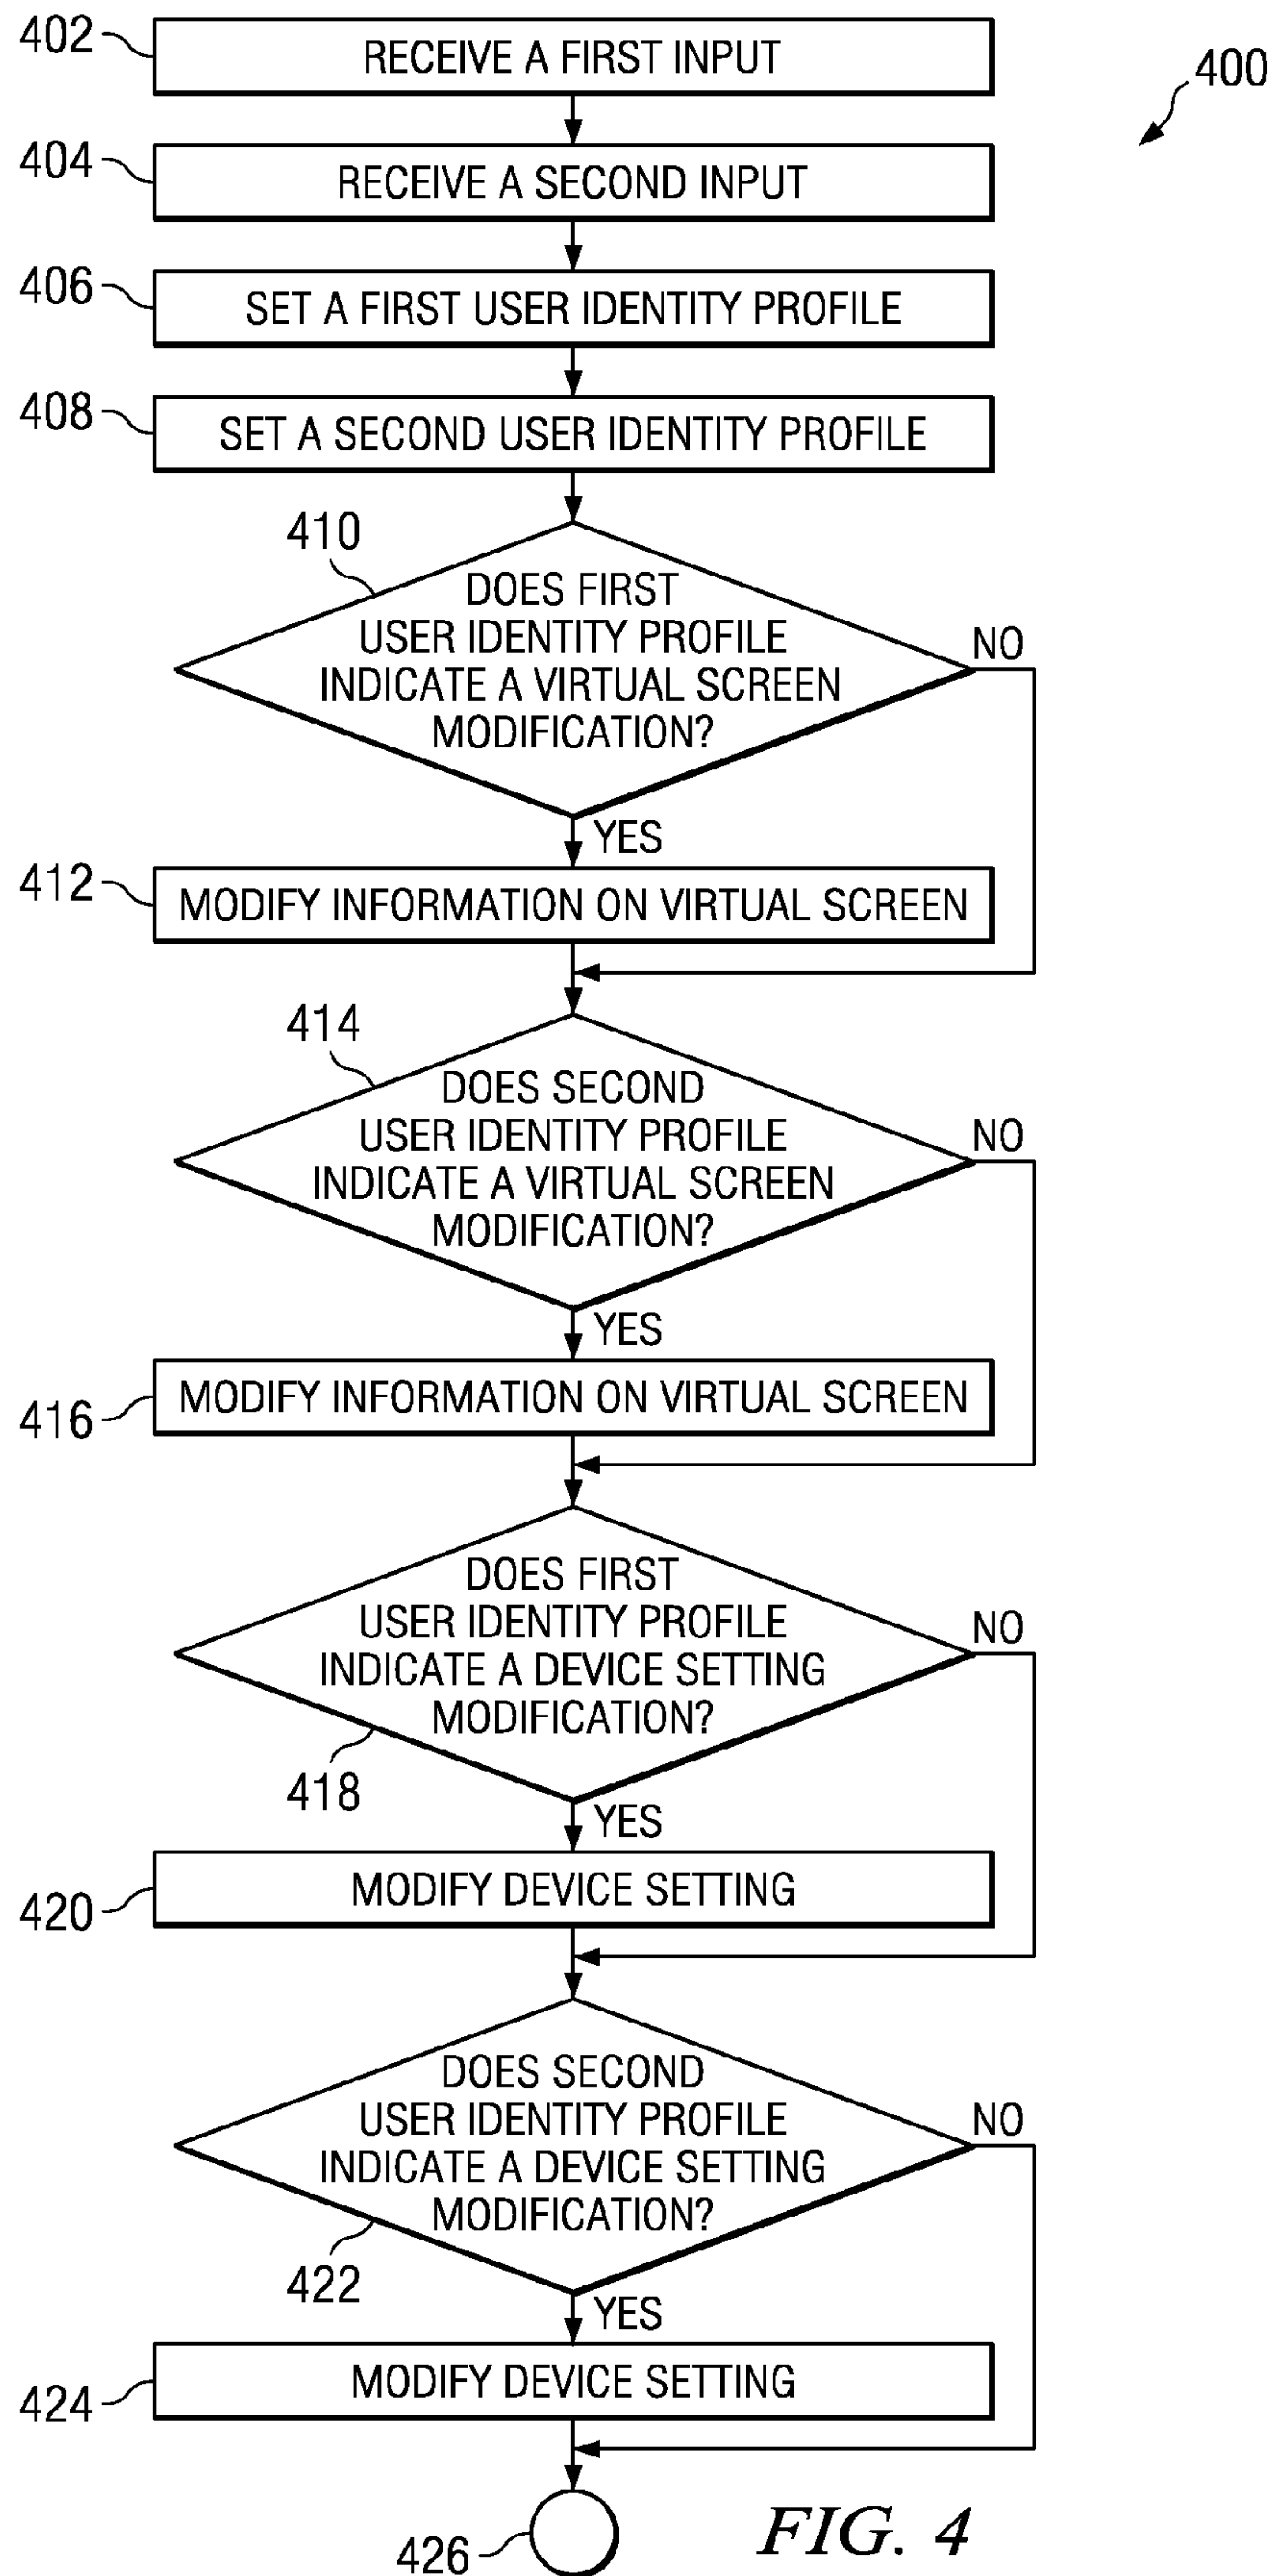 402
RECEIVE A FIRST INPUT
400
404
RECEIVE A SECOND INPUT
406
SET A FIRST USER IDENTITY PROFILE
408
SET A SECOND USER IDENTITY PROFILE
410
DOES FIRST
USER IDENTITY PROFILE
INDICATE A VIRTUAL SCREEN
MODIFICATION?
NO
YES
412
MODIFY INFORMATION ON VIRTUAL SCREEN
414
DOES SECOND
USER IDENTITY PROFILE
INDICATE A VIRTUAL SCREEN
MODIFICATION?
NO
YES
416
MODIFY INFORMATION ON VIRTUAL SCREEN
DOES FIRST
USER IDENTITY PROFILE
INDICATE A DEVICE SETTING
MODIFICATION?
NO
418
YES
420
MODIFY DEVICE SETTING
DOES SECOND
USER IDENTITY PROFILE
INDICATE A DEVICE SETTING
MODIFICATION?
NO
422
YES
424
MODIFY DEVICE SETTING
426
FIG. 4